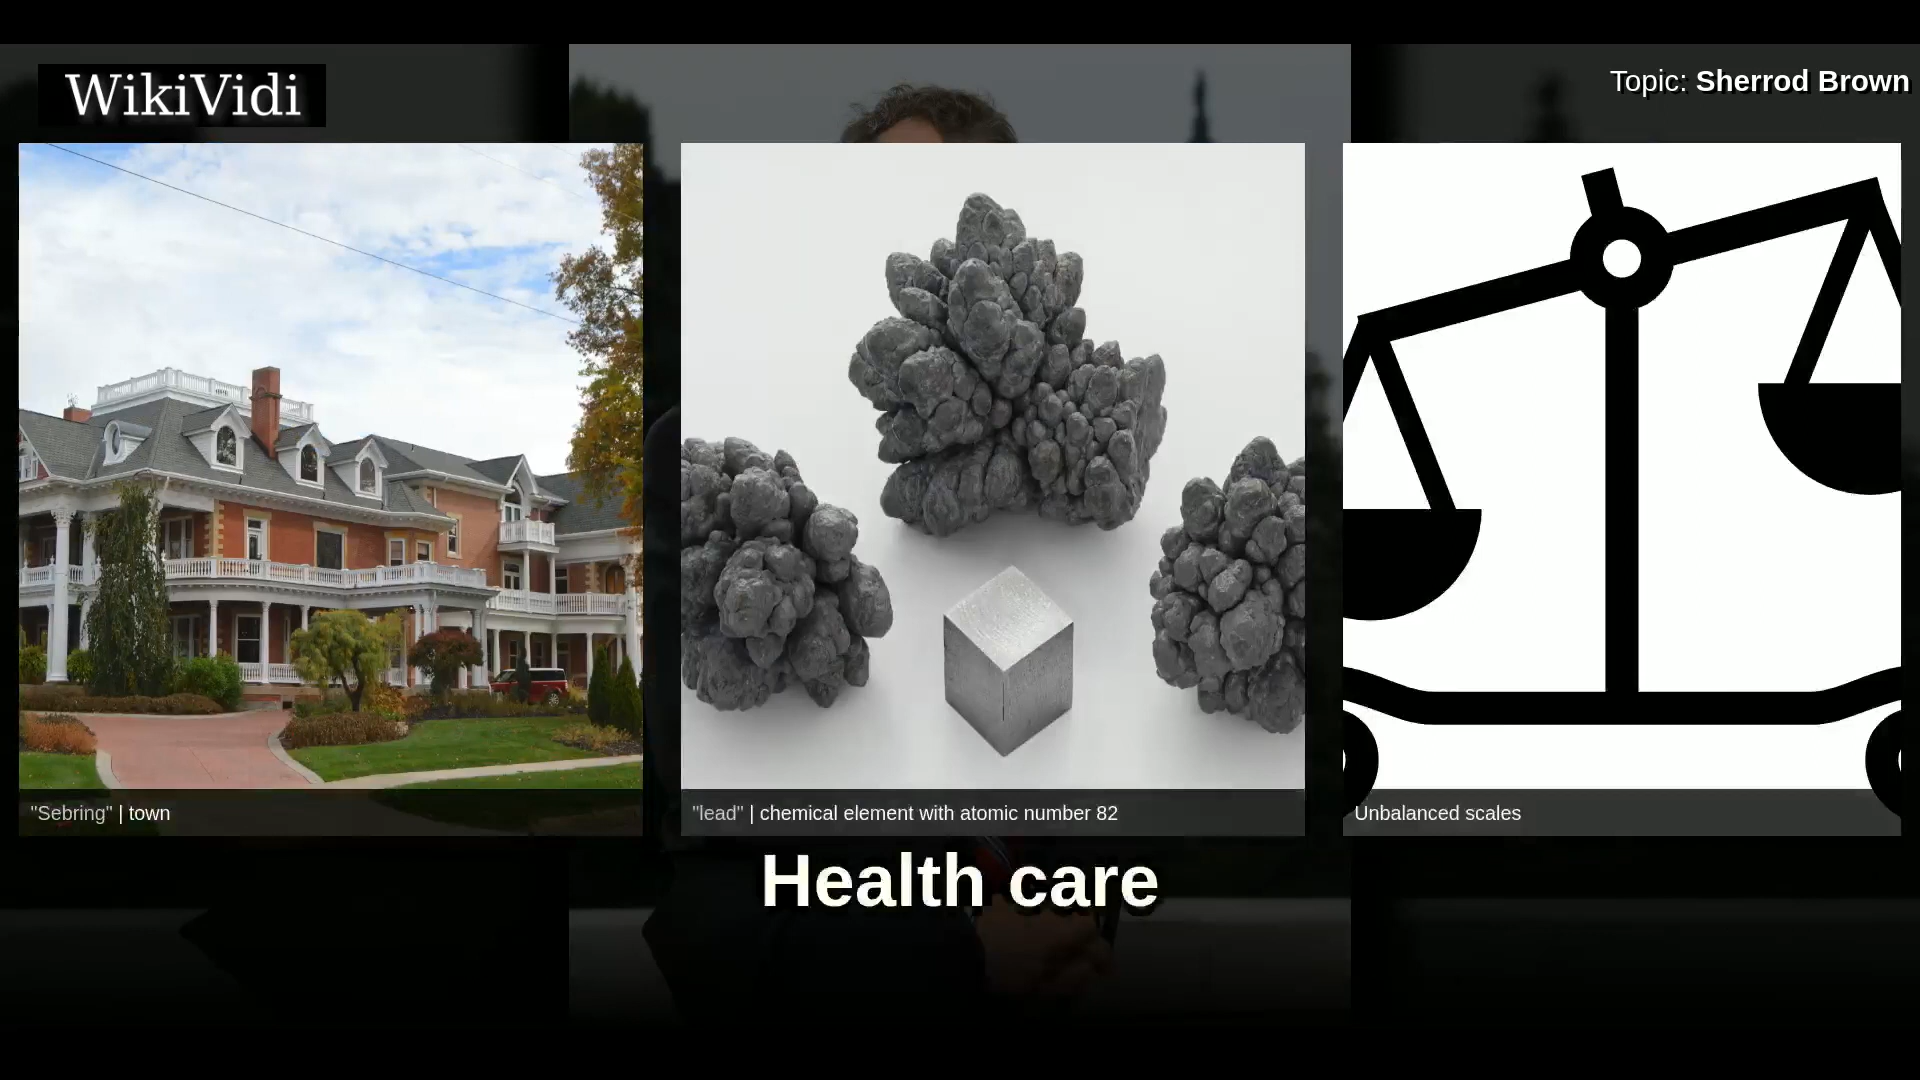 WikiVidi
Topic: Sherrod Brown
"Sebring" | town
"lead" | chemical element with atomic number 82
Unbalanced scales
Health care